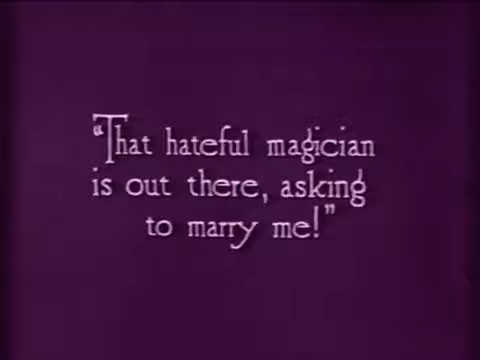 "That hateful magician
is out there, asking
to marry me!"